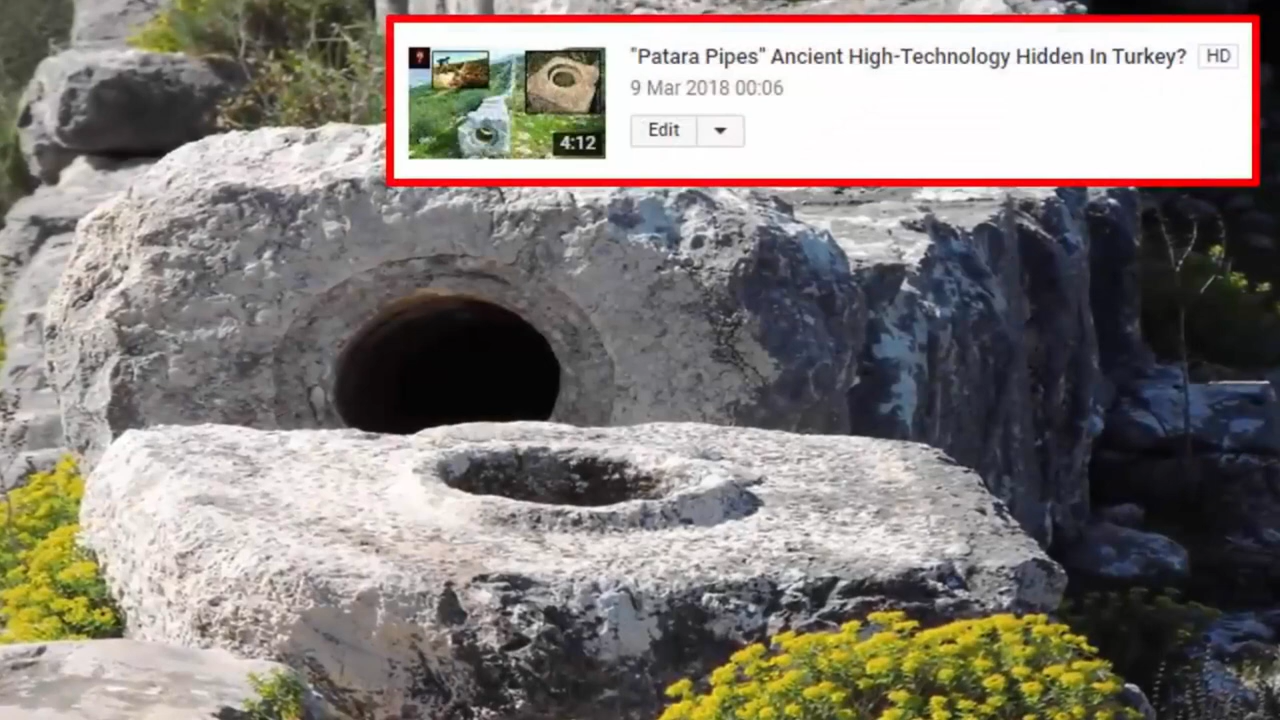 "Patara Pipes" Ancient High-Technology Hidden In Turkey? HD
9 Mar 2018 00:06
Edit
4:12